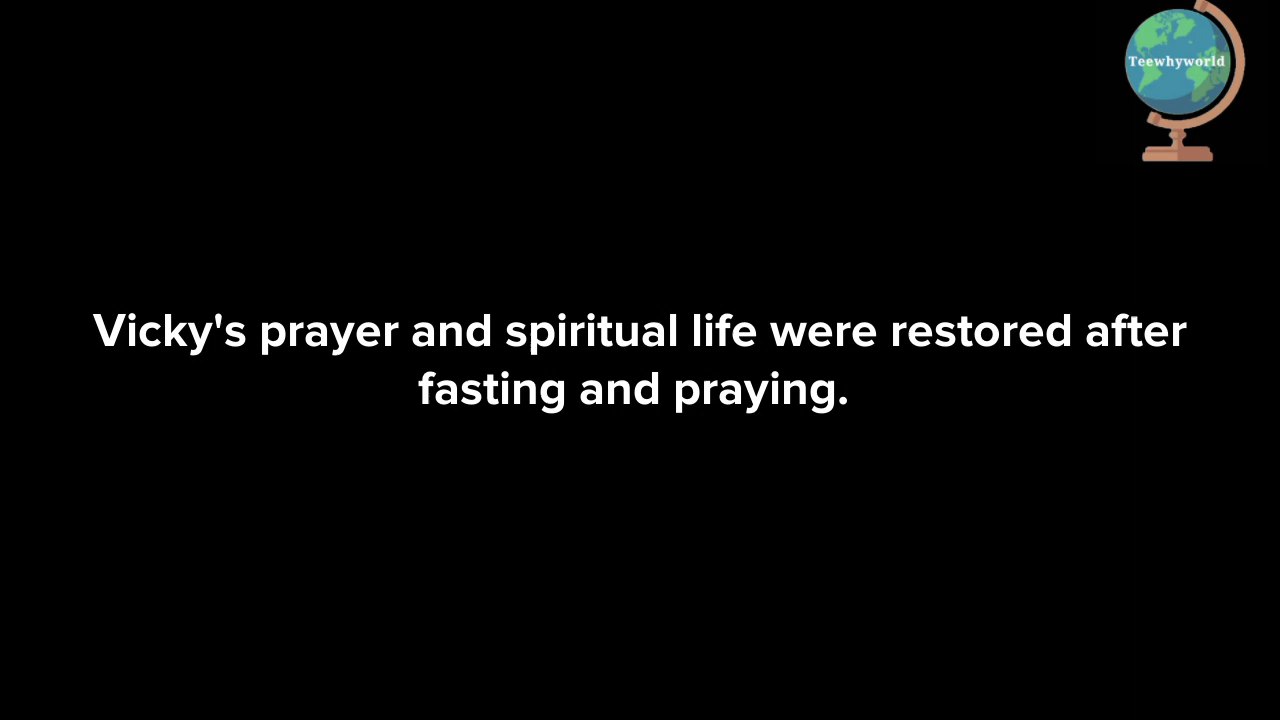 Teewhyworld
Vicky's prayer and spiritual life were restored after
fasting and praying.